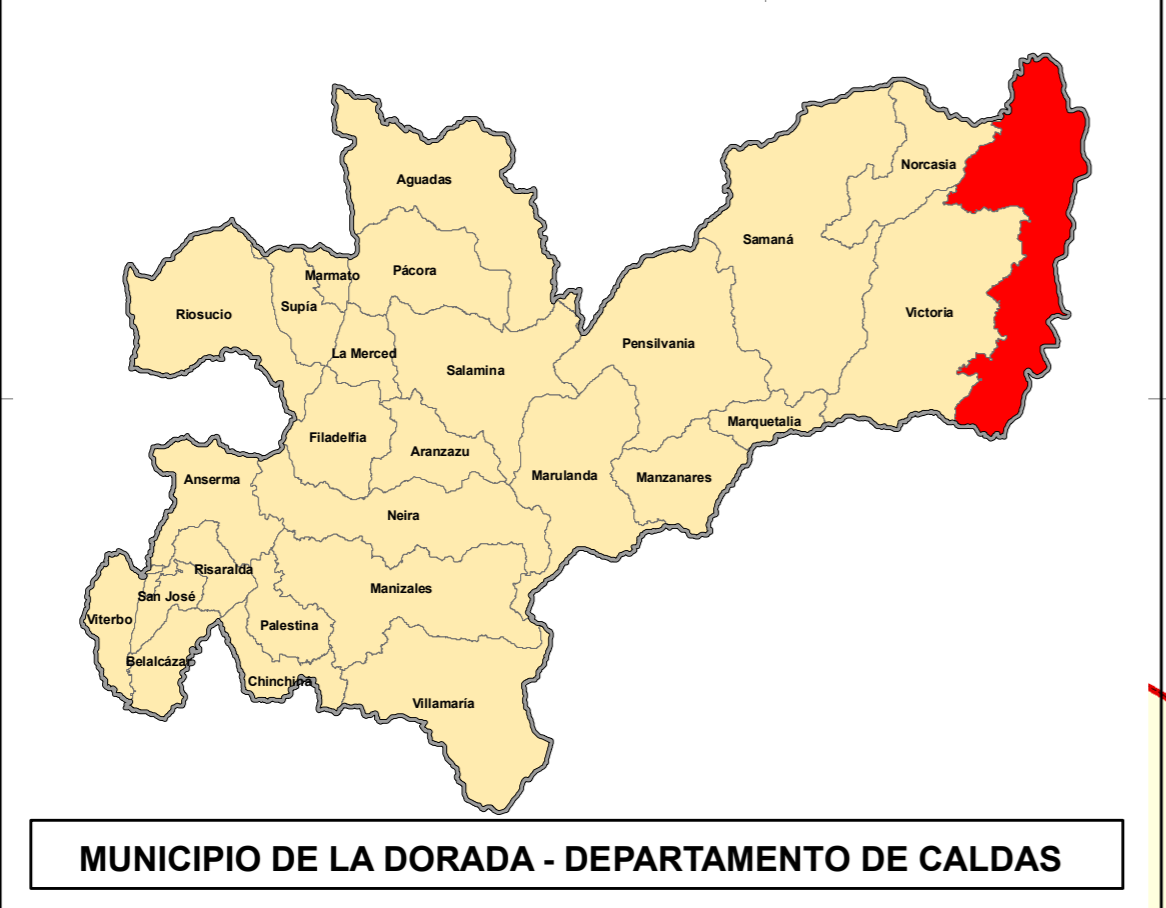 Norcasia
Aguadas
Samaná
Marmato
Pácora
Supía
Riosucio
Victoria
Pensilvania
La Merced
Salamina
Marquetalia
Filadelfia
Aranzazu
Marulanda
Manzanares
Anserma
Neira
Risaralda
Manizales
San José
Viterbo
Palestina
Belalcázar
Chinchiná
Villamaría
MUNICIPIO DE LA DORADA - DEPARTAMENTO DE CALDAS